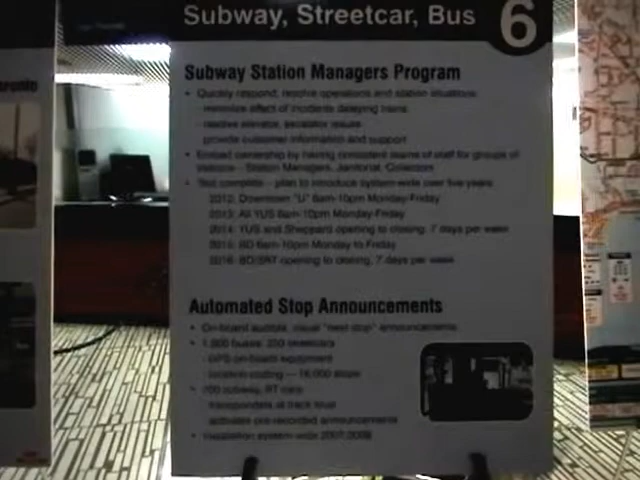 Subway, Streetcar, Bus 6
Subway Station Managers Program
• Quickly respond, resolve operations and station situations:
- minimize effect of incidents delaying trains
- resolve elevator, escalator issues
- provide customer information and support
• Embed ownership by having consistent teams of staff for groups of
stations - Station Managers, Janitorial, Collectors
• Test complete - plan to introduce system-wide over five years
2012: Downtown "U" 6am-10pm Monday-Friday
2013: All YUS 6am-10pm Monday-Friday
2014: YUS and Sheppard opening to closing, 7 days per week
2015: BD 6am-10pm Monday to Friday
2016: BD/SRT opening to closing, 7 days per week
Automated Stop Announcements
• On-board audible, visual "next stop" announcements:
buses;
- GPS on-board equipment
- location coding — 10,000 stops
• 700 subway, RT cars
- transponders at track level
- activates pre-recorded announcements
• Installation system-wide 2007/2008